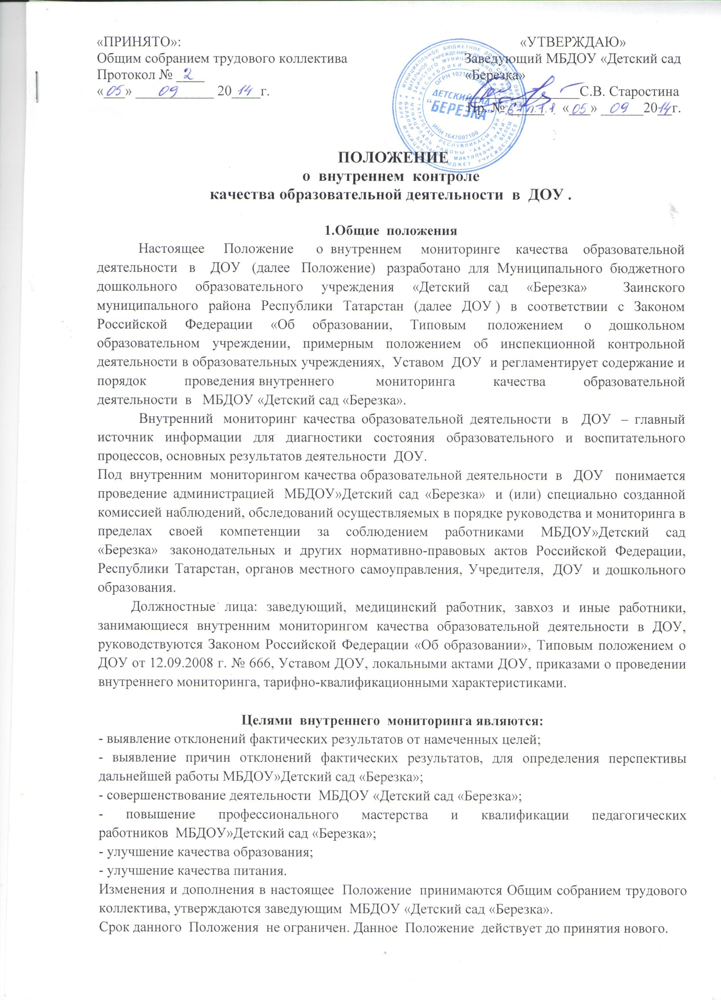 «ПРИНЯТО»:
Общим собранием трудового коллектива
Протокол № 2
«05» 09 2014г.
«УТВЕРЖДАЮ»
Заведующий МБДОУ «Детский сад
«Березка»
С.В. Старостина
Пр. № «05» 09 2014г.
ДЕТСКИЙ САД
“БЕРЕЗКА”
ИНН 1647007100
ПОЛОЖЕНИЕ
о внутреннем контроле
качества образовательной деятельности в ДОУ .
1.Общие положения
Настоящее Положение о внутреннем мониторинге качества образовательной
деятельности в ДОУ (далее Положение) разработано для Муниципального бюджетного
дошкольного образовательного учреждения «Детский сад «Березка» Заинского
муниципального района Республики Татарстан (далее ДОУ ) в соответствии с Законом
Российской Федерации «Об образовании, Типовым положением о дошкольном
образовательном учреждении, примерным положением об инспекционной контрольной
деятельности в образовательных учреждениях, Уставом ДОУ и регламентирует содержание и
порядок проведения внутреннего мониторинга качества образовательной
деятельности в МБДОУ «Детский сад «Березка».
Внутренний мониторинг качества образовательной деятельности в ДОУ – главный
источник информации для диагностики состояния образовательного и воспитательного
процессов, основных результатов деятельности ДОУ.
Под внутренним мониторингом качества образовательной деятельности в ДОУ понимается
проведение администрацией МБДОУ»Детский сад «Березка» и (или) специально созданной
комиссией наблюдений, обследований осуществляемых в порядке руководства и мониторинга в
пределах своей компетенции за соблюдением работниками МБДОУ»Детский сад
«Березка» законодательных и других нормативно-правовых актов Российской Федерации,
Республики Татарстан, органов местного самоуправления, Учредителя, ДОУ и дошкольного
образования.
Должностные лица: заведующий, медицинский работник, завхоз и иные работники,
занимающиеся внутренним мониторингом качества образовательной деятельности в ДОУ,
руководствуются Законом Российской Федерации «Об образовании», Типовым положением о
ДОУ от 12.09.2008 г. № 666, Уставом ДОУ, локальными актами ДОУ, приказами о проведении
внутреннего мониторинга, тарифно-квалификационными характеристиками.
Целями внутреннего мониторинга являются:
- выявление отклонений фактических результатов от намеченных целей;
- выявление причин отклонений фактических результатов, для определения перспективы
дальнейшей работы МБДОУ»Детский сад «Березка»;
- совершенствование деятельности МБДОУ «Детский сад «Березка»;
- повышение профессионального мастерства и квалификации педагогических
работников МБДОУ»Детский сад «Березка»;
- улучшение качества образования;
- улучшение качества питания.
Изменения и дополнения в настоящее Положение принимаются Общим собранием трудового
коллектива, утверждаются заведующим МБДОУ «Детский сад «Березка».
Срок данного Положения не ограничен. Данное Положение действует до принятия нового.